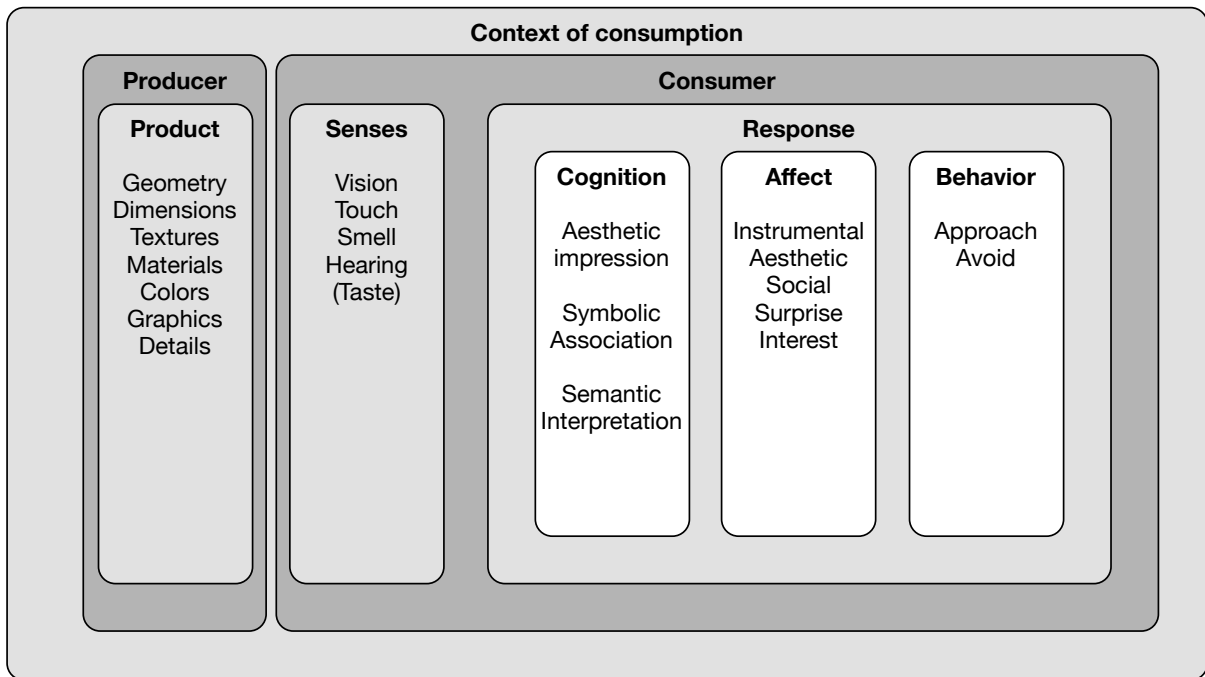 Context of consumption
Producer
Product
Geometry
Dimensions
Textures
Materials
Colors
Graphics
Details
Consumer
Senses
Vision
Touch
Smell
Hearing
(Taste)
Response
Cognition
Aesthetic
impression
Symbolic
Association
Semantic
Interpretation
Affect
Instrumental
Aesthetic
Social
Surprise
Interest
Behavior
Approach
Avoid